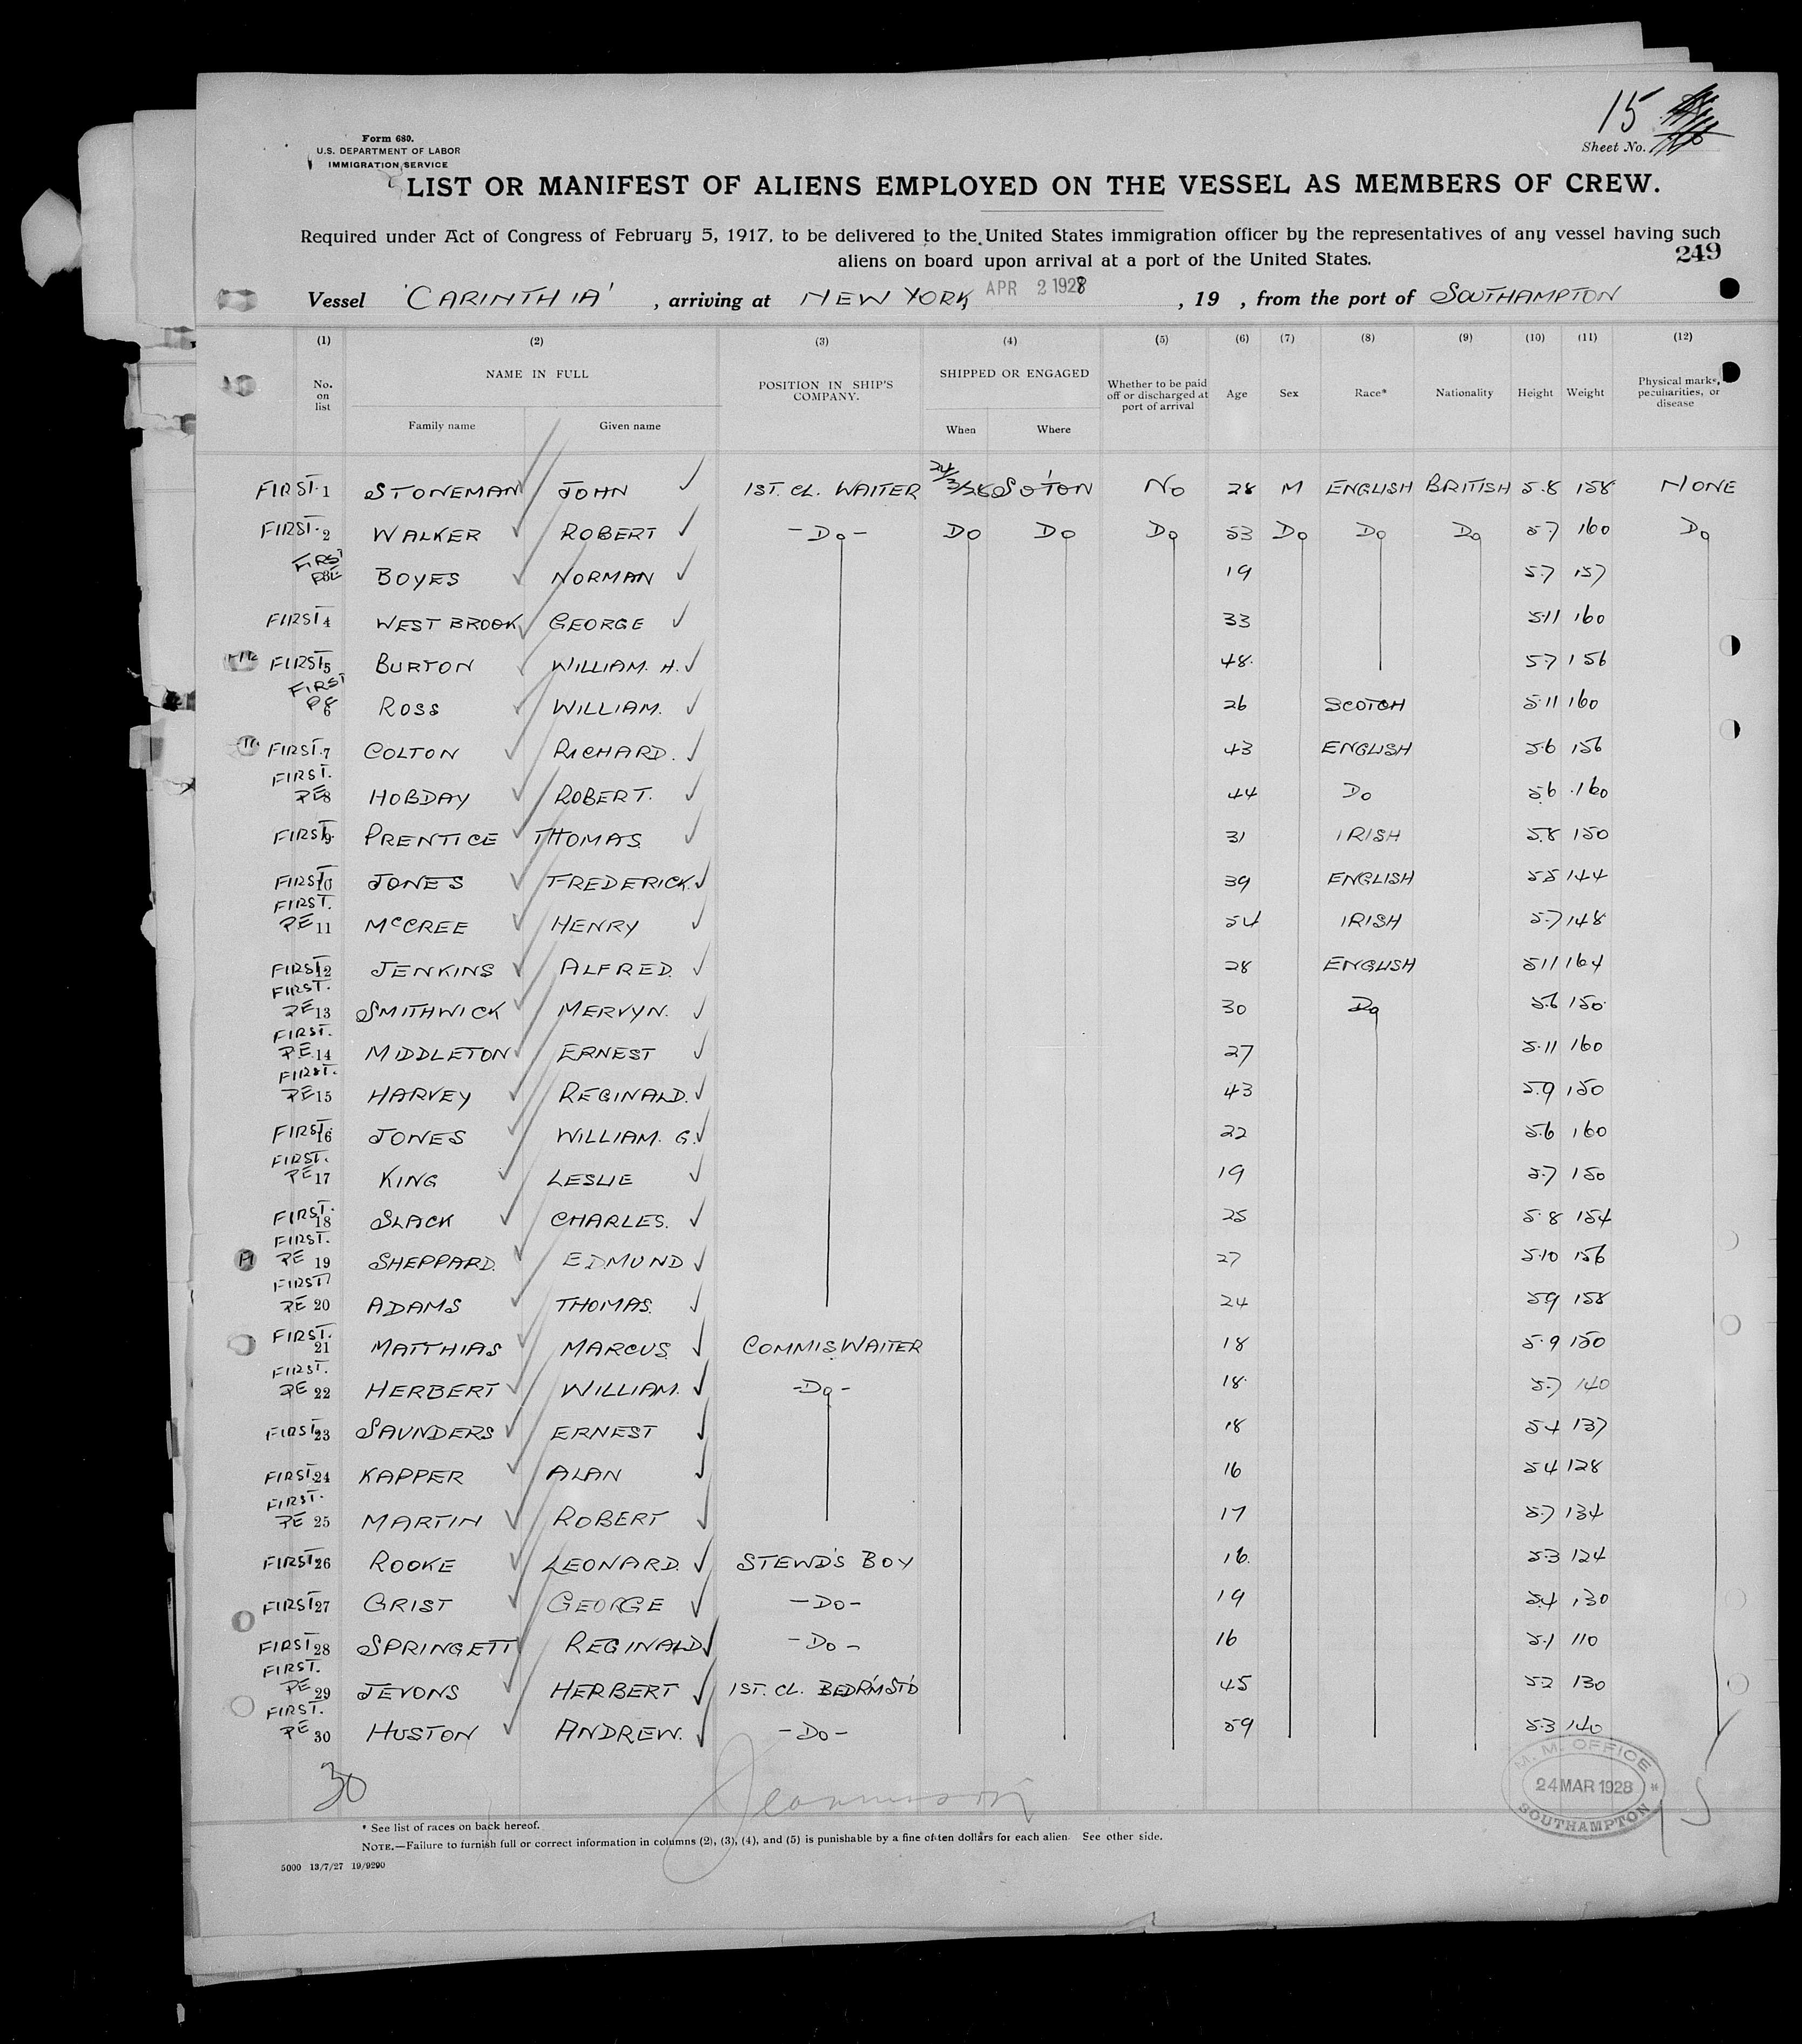 15
Sheet No.
Form 680.
U.S. DEPARTMENT OF LABOR
IMMIGRATION SERVICE
LIST OR MANIFEST OF ALIENS EMPLOYED ON THE VESSEL AS MEMBERS OF CREW.
Required under Act of Congress of February 5, 1917, to be delivered to the United States immigration officer by the representatives of any vessel having such
aliens on board upon arrival at a port of the United States.
249
Vessel 'CARINTHIA', arriving at NEW YORK, APR 2 1928, 19 , from the port of SOUTHAMPTON
(1) (2) (3) (4) (5) (6) (7) (8) (9) (10) (11) (12)
No. on list NAME IN FULL POSITION IN SHIP'S COMPANY. SHIPPED OR ENGAGED Whether to be paid off or discharged at port of arrival Age Sex Race* Nationality Height Weight Physical marks, peculiarities, or disease
Family name Given name When Where
FIRST. 1 STONEMAN JOHN 1ST. CL. WAITER 24/3/28 SO'TON NO 28 M ENGLISH BRITISH 5.8 158 NONE
FIRST. 2 WALKER ROBERT -DO- DO DO DO 53 DO DO DO 5.7 160 DO
FIRST BOYES NORMAN 19 5.7 157
FIRST 4 WESTBROOK GEORGE 33 5.11 160
FIRST 5 BURTON WILLIAM. H. 48. 5.7 156
FIRST 6 ROSS WILLIAM. 26 SCOTCH 5.11 160
FIRST. 7 COLTON RICHARD. 43 ENGLISH 5.6 156
FIRST. PE 8 HOBDAY ROBERT. 44 DO 5.6 160
FIRST 9 PRENTICE THOMAS 31 IRISH 5.8 150
FIRST 10 JONES FREDERICK. 39 ENGLISH 5.5 144
FIRST. PE 11 McCREE HENRY 54 IRISH 5.7 148
FIRST 12 JENKINS ALFRED. 28 ENGLISH 5.11 164
FIRST. PE 13 SMITHWICK MERVYN. 30 DO 5.6 150
FIRST. PE 14 MIDDLETON ERNEST 27 5.11 160
FIRST. PE 15 HARVEY REGINALD. 43 5.9 150
FIRST. 16 JONES WILLIAM. G. 22 5.6 160
FIRST. PE 17 KING LESLIE 19 5.7 150
FIRST. 18 SLACK CHARLES. 25 5.8 154
FIRST. PE 19 SHEPPARD. EDMUND 27 5.10 156
FIRST PE 20 ADAMS THOMAS. 24 5.9 158
FIRST. 21 MATTHIAS MARCUS 18 COMMIS WAITER 5.9 150
FIRST. PE 22 HERBERT WILLIAM. -DO- 18. 5.7 140
FIRST 23 SAUNDERS ERNEST 18 5.4 137
FIRST 24 KAPPER ALAN 16 5.4 128
FIRST. PE 25 MARTIN ROBERT 17 5.7 134
FIRST 26 ROOKE LEONARD. STEWD'S BOY 16. 5.3 124
FIRST 27 GRIST GEORGE -DO- 19 5.4 130
FIRST 28 SPRINGETT REGINALD -DO- 16 5.1 110
FIRST. PE 29 JEVONS HERBERT 1ST. CL. BEDR'M ST'D 45 5.2 130
FIRST. PE 30 HUSTON ANDREW. -DO- 59 5.3 140
30
M. M. OFFICE
24 MAR 1928
SOUTHAMPTON
* See list of races on back hereof.
NOTE.—Failure to furnish full or correct information in columns (2), (3), (4), and (5) is punishable by a fine of ten dollars for each alien. See other side.
5000 13/7/27 19/9290